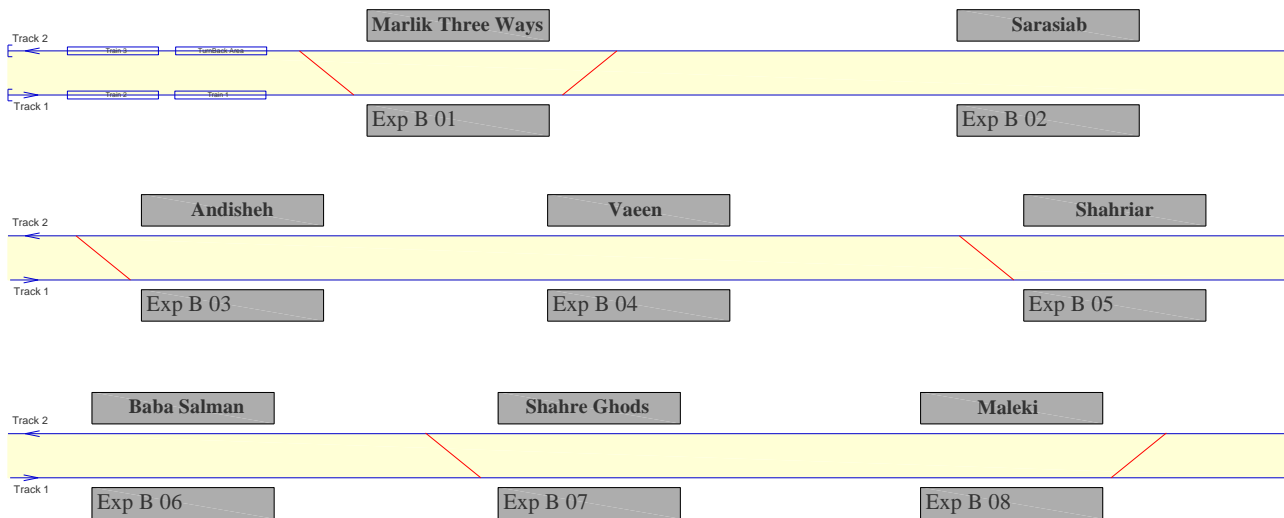 Marlik Three Ways
Sarasiab
Track 2
Train 3
TurnBack Area
Train 2
Train 1
Track 1
Exp B 01
Exp B 02
Andisheh
Vaeen
Shahriar
Track 2
Track 1
Exp B 03
Exp B 04
Exp B 05
Baba Salman
Shahre Ghods
Maleki
Track 2
Track 1
Exp B 06
Exp B 07
Exp B 08